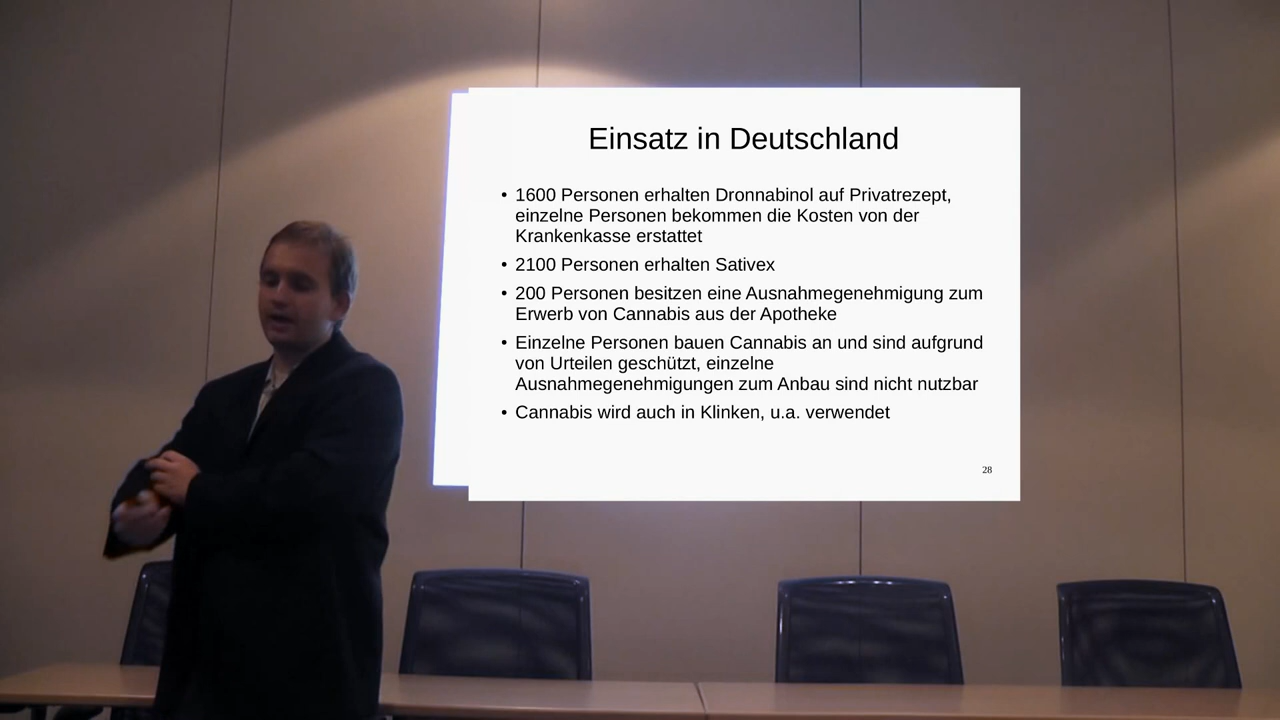 Einsatz in Deutschland
• 1600 Personen erhalten Dronnabinol auf Privatrezept,
einzelne Personen bekommen die Kosten von der
Krankenkasse erstattet
• 2100 Personen erhalten Sativex
• 200 Personen besitzen eine Ausnahmegenehmigung zum
Erwerb von Cannabis aus der Apotheke
• Einzelne Personen bauen Cannabis an und sind aufgrund
von Urteilen geschützt, einzelne
Ausnahmegenehmigungen zum Anbau sind nicht nutzbar
• Cannabis wird auch in Klinken, u.a. verwendet
28